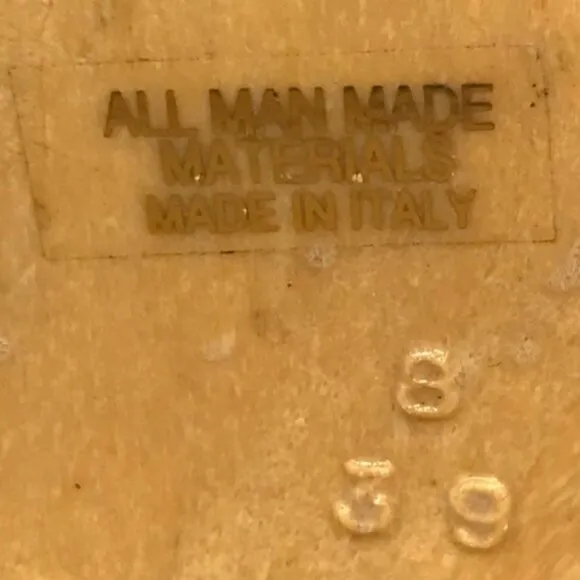 ALL MAN MADE
MATERIALS
MADE IN ITALY
8
39